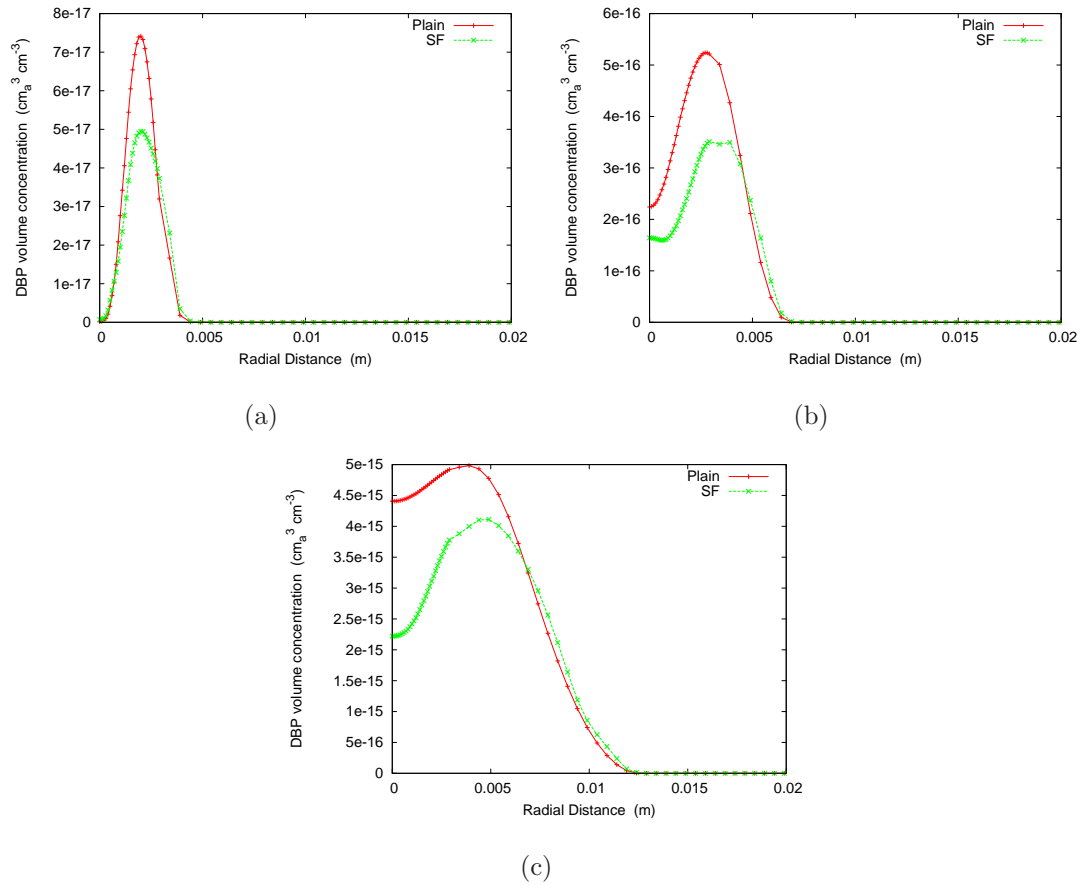 8e-17
7e-17
6e-17
5e-17
4e-17
3e-17
2e-17
1e-17
0
0 0.005 0.01 0.015 0.02
DBP volume concentration (cm_a^3 cm^-3)
Radial Distance (m)
Plain
SF
(a)
6e-16
5e-16
4e-16
3e-16
2e-16
1e-16
0
0 0.005 0.01 0.015 0.02
DBP volume concentration (cm_a^3 cm^-3)
Radial Distance (m)
Plain
SF
(b)
5e-15
4.5e-15
4e-15
3.5e-15
3e-15
2.5e-15
2e-15
1.5e-15
1e-15
5e-16
0
0 0.005 0.01 0.015 0.02
DBP volume concentration (cm_a^3 cm^-3)
Radial Distance (m)
Plain
SF
(c)